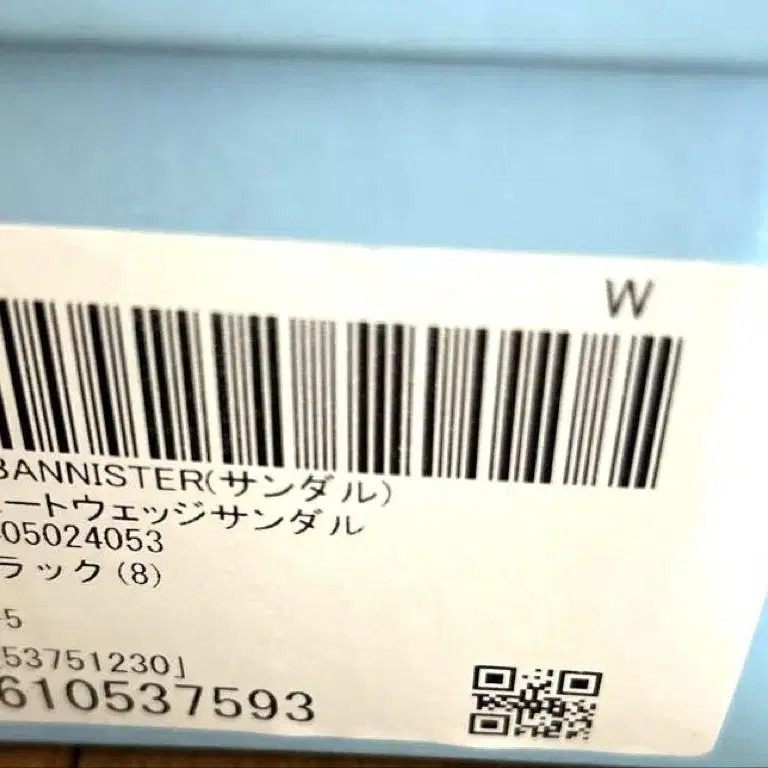 W
BANNISTER(サンダル)
ートウェッジサンダル
05024053
ラック(8)
-5
53751230」
610537593